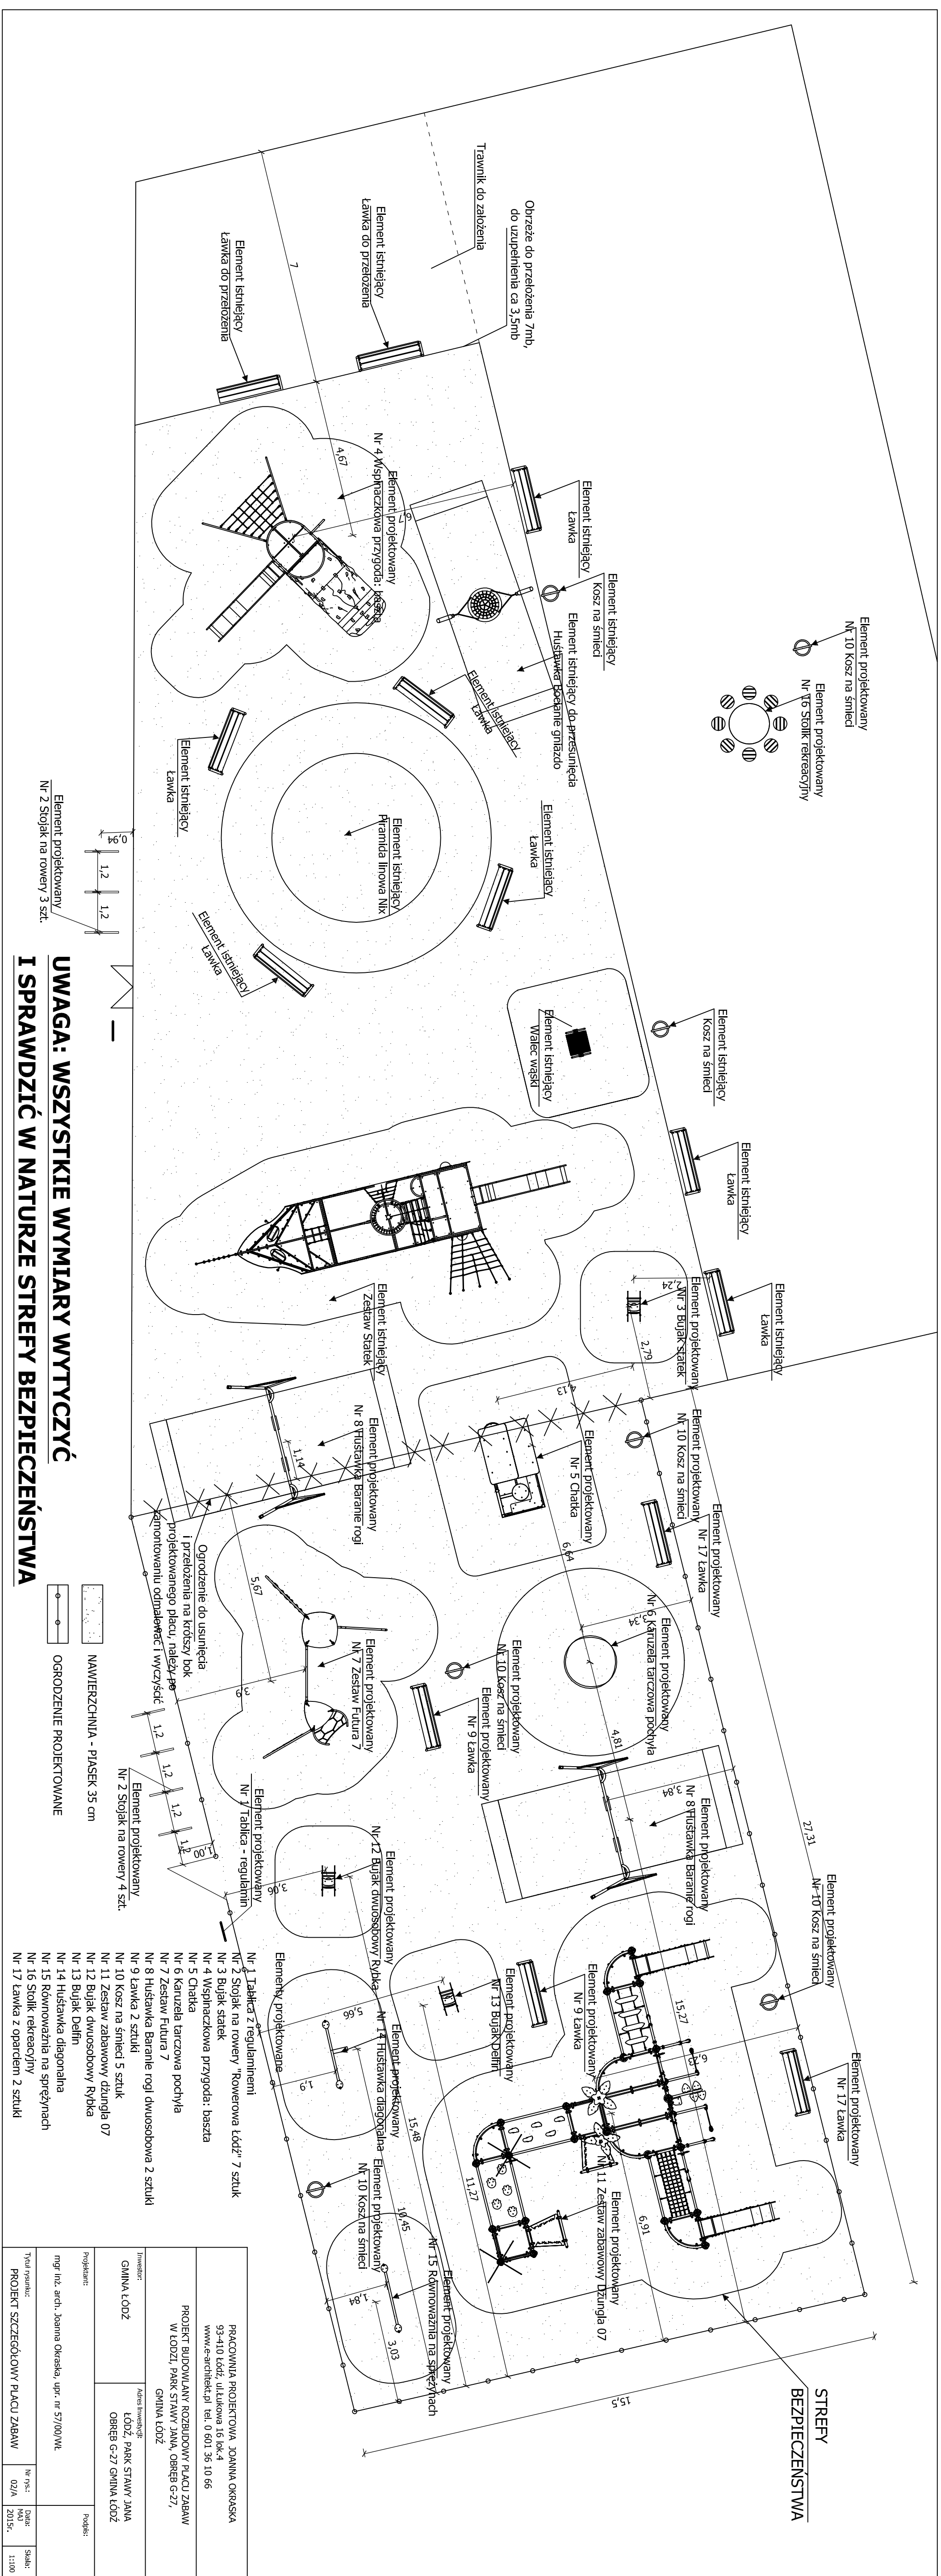 Trawnik do założenia
Obrzeże do przełożenia 7mb,
do uzupełnienia ca 3,5mb
Element istniejący
Ławka do przełożenia
Element istniejący
Ławka do przełożenia
7
4,67
Element projektowany
Nr 4 Wspinaczkowa przygoda: baszta
Element istniejący
Ławka
Element istniejący
Kosz na śmieci
Element istniejący do przesunięcia
Huśtawka Bocianie gniazdo
Element projektowany
Nr 10 Kosz na śmieci
Element projektowany
Nr 16 Stolik rekreacyjny
Element istniejący
Ławka
Element istniejący
Ławka
Element istniejący
Piramida linowa Nix
Element istniejący
Ławka
Element istniejący
Ławka
0,94
1,2
1,2
Element projektowany
Nr 2 Stojak na rowery 3 szt.
Element istniejący
Walec wąski
Element istniejący
Kosz na śmieci
Element istniejący
Ławka
Element istniejący
Ławka
Element istniejący
Zestaw Statek
Element projektowany
Nr 3 Bujak statek
2,24
2,79
4,13
Element projektowany
Nr 10 Kosz na śmieci
Element projektowany
Nr 17 Ławka
Element projektowany
Nr 5 Chatka
Element projektowany
Nr 8 Huśtawka Baranie rogi
1,14
6,64
5,67
3,34
3,9
Ogrodzenie do usunięcia
i przełożenia na krótszy bok
projektowanego placu, należy po
zamontowaniu odmalować i wyczyścić
Element projektowany
Nr 6 Karuzela tarczowa pochyła
Element projektowany
Nr 7 Zestaw Futura 7
Element projektowany
Nr 10 Kosz na śmieci
Element projektowany
Nr 9 Ławka
4,81
3,84
Element projektowany
Nr 8 Huśtawka Baranie rogi
27,31
1,2
1,2
1,2
1,2
1,00
Element projektowany
Nr 2 Stojak na rowery 4 szt.
Element projektowany
Nr 1 Tablica - regulamin
3,06
Element projektowany
Nr 12 Bujak dwuosobowy Rybka
Element projektowany
Nr 13 Bujak Delfin
Element projektowany
Nr 9 Ławka
Element projektowany
Nr 10 Kosz na śmieci
Element projektowany
Nr 17 Ławka
15,27
5,66
1,9
Element projektowany
Nr 14 Huśtawka diagonalna
15,48
11,27
10,45
6,91
Element projektowany
Nr 11 Zestaw zabawowy Dżungla 07
Element projektowany
Nr 10 Kosz na śmieci
1,84
3,03
Element projektowany
Nr 15 Równoważnia na sprężynach
15,5
STREFY
BEZPIECZEŃSTWA
UWAGA: WSZYSTKIE WYMIARY WYTYCZYĆ
I SPRAWDZIĆ W NATURZE STREFY BEZPIECZEŃSTWA
NAWIERZCHNIA - PIASEK 35 cm
OGRODZENIE PROJEKTOWANE
Elementy projektowane
Nr 1 Tablica z regulaminemi
Nr 2 Stojak na rowery "Rowerowa Łódź" 7 sztuk
Nr 3 Bujak statek
Nr 4 Wspinaczkowa przygoda: baszta
Nr 5 Chatka
Nr 6 Karuzela tarczowa pochyła
Nr 7 Zestaw Futura 7
Nr 8 Huśtawka Baranie rogi dwuosobowa 2 sztuki
Nr 9 Ławka 2 sztuki
Nr 10 Kosz na śmieci 5 sztuk
Nr 11 Zestaw zabawowy dżungla 07
Nr 12 Bujak dwuosobowy Rybka
Nr 13 Bujak Delfin
Nr 14 Huśtawka diagonalna
Nr 15 Równoważnia na sprężynach
Nr 16 Stolik rekreacyjny
Nr 17 Ławka z oparciem 2 sztuki
PRACOWNIA PROJEKTOWA JOANNA OKRASKA
93-410 Łódź, ul.Łukowa 16 lok.4
www.e-architekt.pl tel. 0 601 36 10 66
PROJEKT BUDOWLANY ROZBUDOWY PLACU ZABAW
W ŁODZI, PARK STAWY JANA, OBRĘB G-27,
GMINA ŁÓDŹ
Inwestor:
GMINA ŁÓDŹ
Adres Inwestycji:
ŁÓDŹ, PARK STAWY JANA
OBRĘB G-27 GMINA ŁÓDŹ
Projektant:
mgr inż. arch. Joanna Okraska, upr. nr 57/00/WŁ
Podpis:
Tytuł rysunku:
PROJEKT SZCZEGÓŁOWY PLACU ZABAW
Nr rys.:
02/A
Data:
MAJ
2015r.
Skala:
1:100